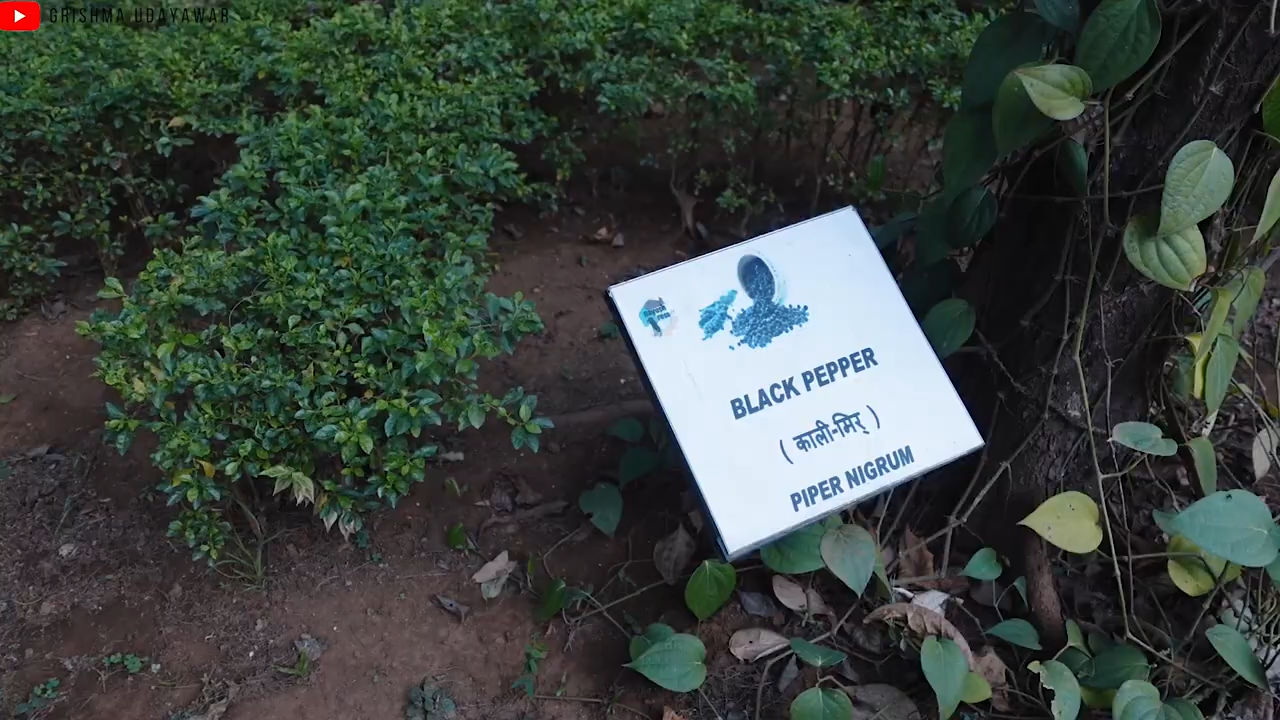 GRISHMA UDAYAWAR
BLACK PEPPER
( काली-मिर् )
PIPER NIGRUM